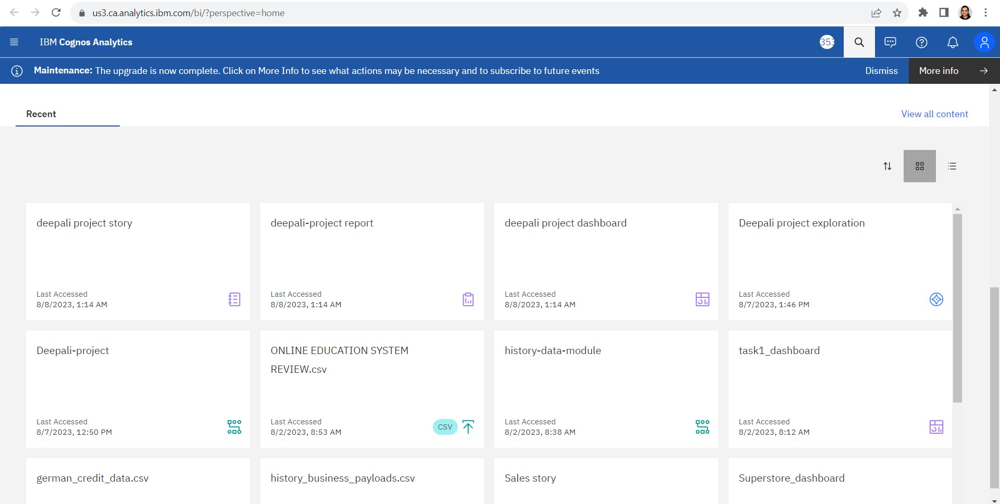 us3.ca.analytics.ibm.com/bi/?perspective=home
IBM Cognos Analytics
353
Maintenance: The upgrade is now complete. Click on More Info to see what actions may be necessary and to subscribe to future events
Dismiss
More info
Recent
View all content
deepali project story
Last Accessed
8/8/2023, 1:14 AM
deepali-project report
Last Accessed
8/8/2023, 1:14 AM
deepali project dashboard
Last Accessed
8/8/2023, 1:14 AM
Deepali project exploration
Last Accessed
8/7/2023, 1:46 PM
Deepali-project
Last Accessed
8/7/2023, 12:50 PM
ONLINE EDUCATION SYSTEM
REVIEW.csv
Last Accessed
8/2/2023, 8:53 AM
CSV
history-data-module
Last Accessed
8/2/2023, 8:38 AM
task1_dashboard
Last Accessed
8/2/2023, 8:12 AM
german_credit_data.csv
history_business_payloads.csv
Sales story
Superstore_dashboard